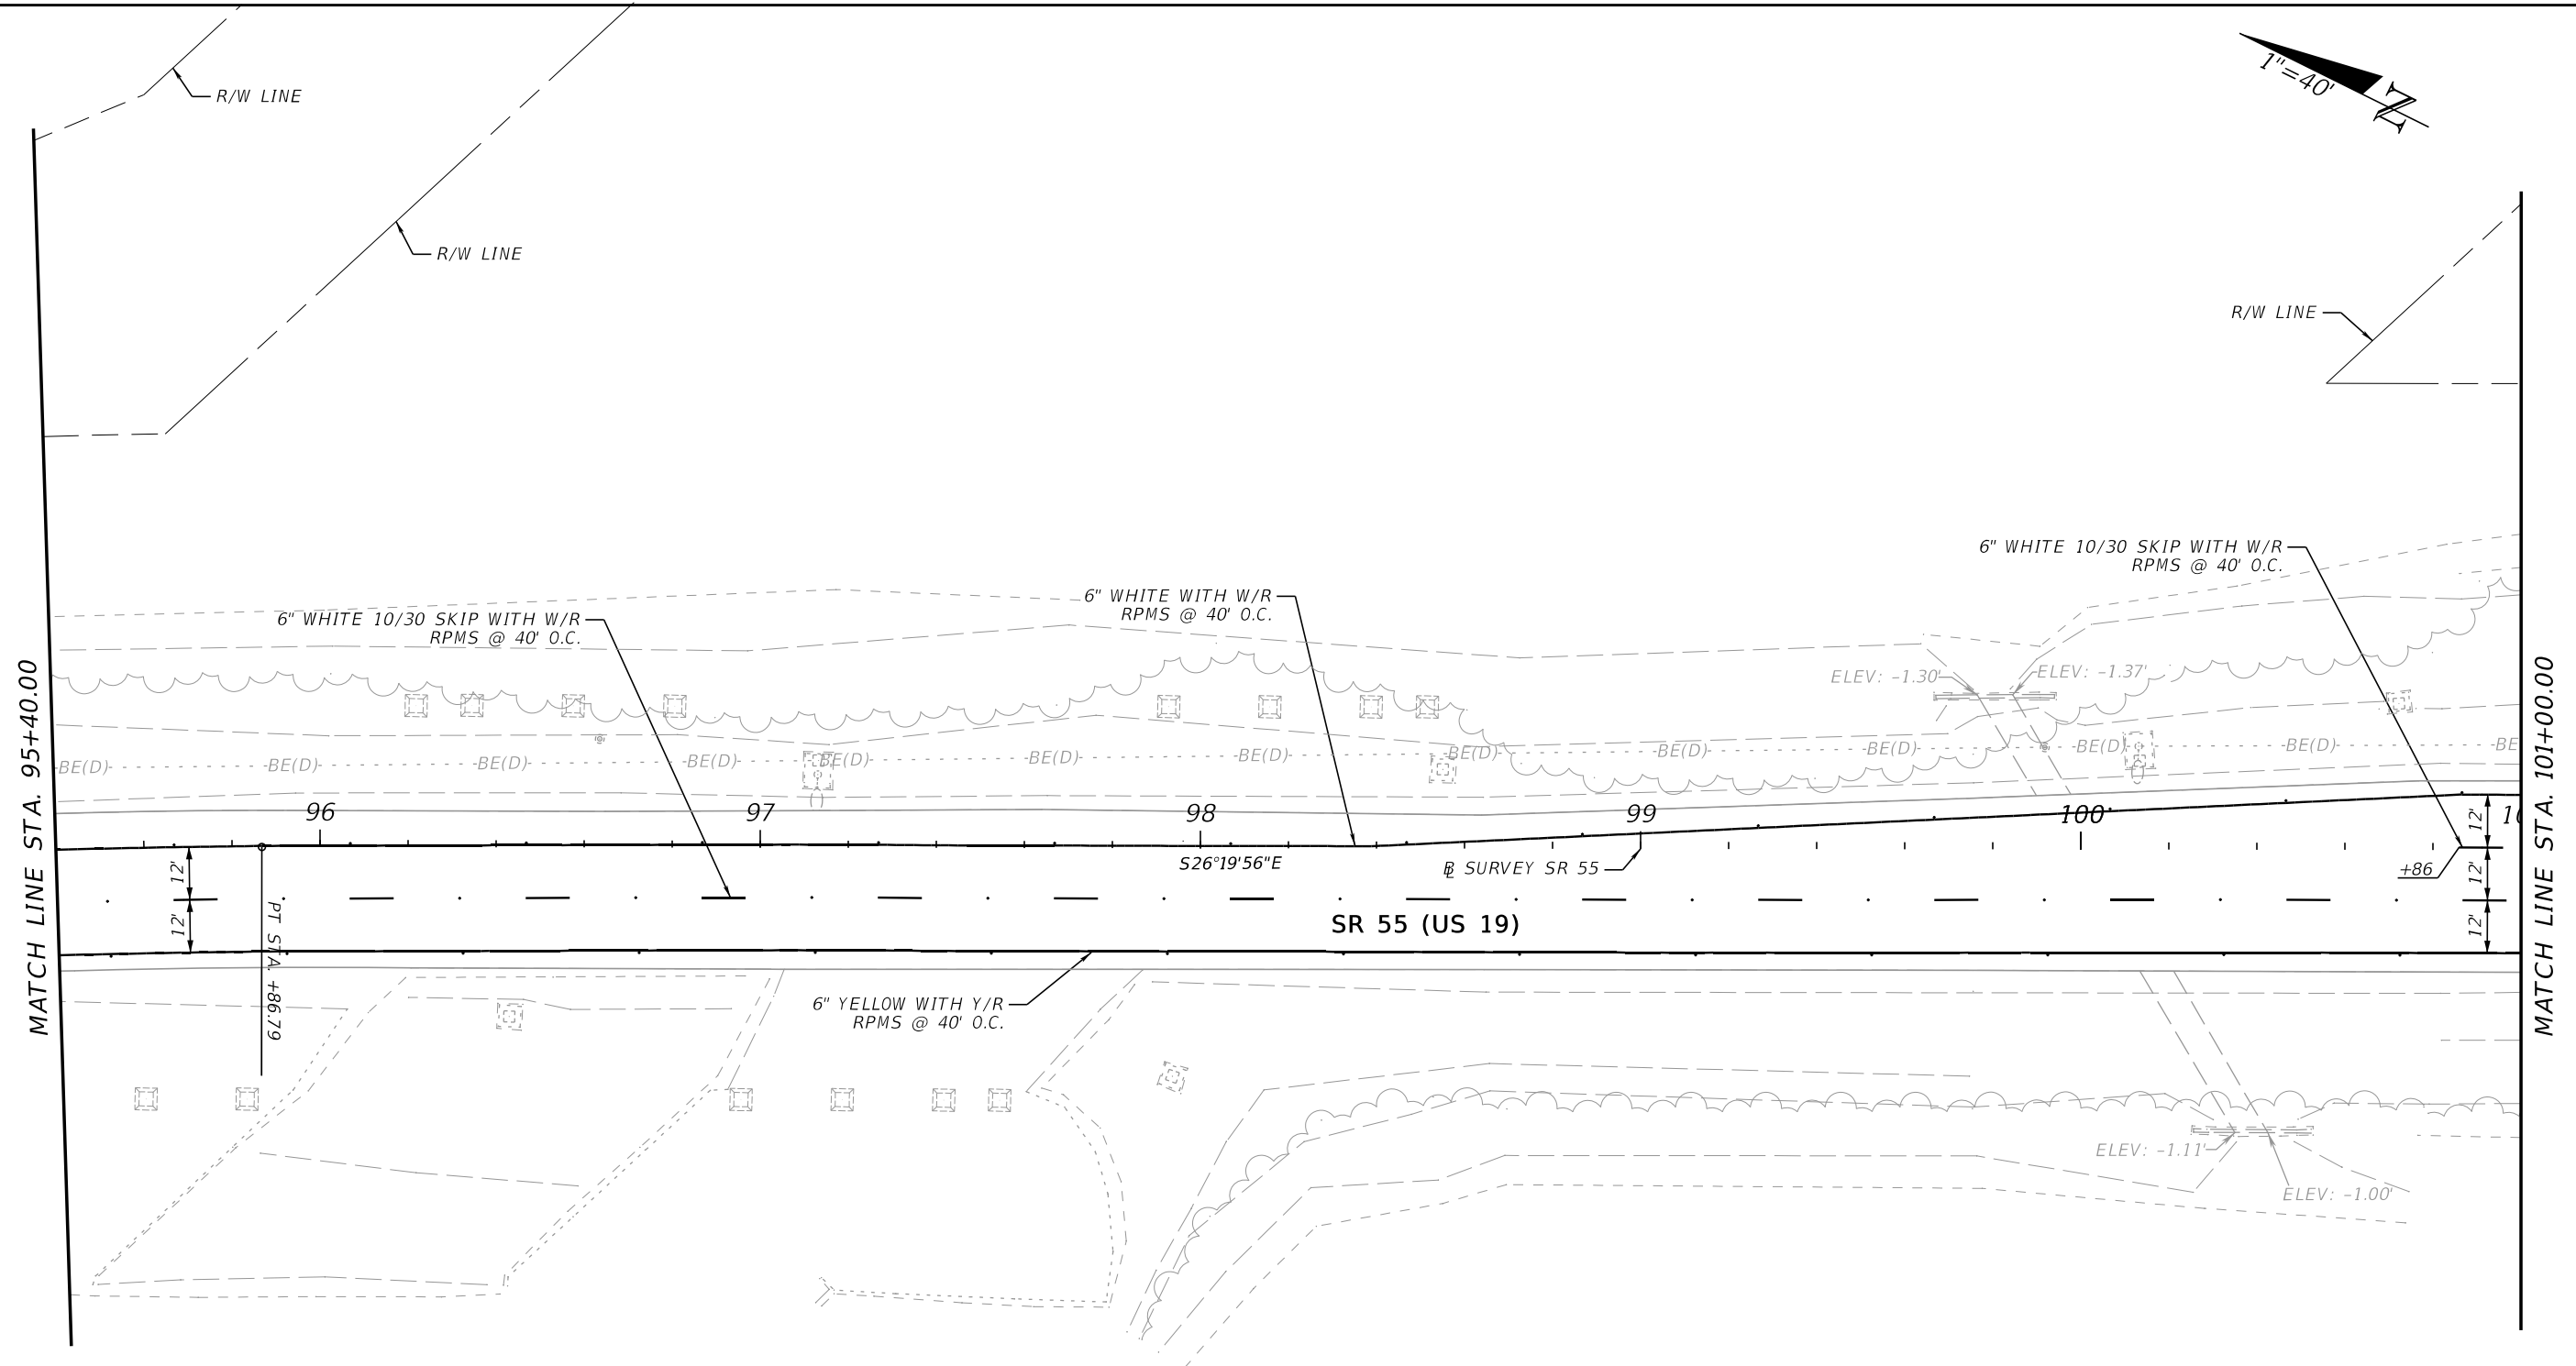 R/W LINE
1"=40'
N
R/W LINE
R/W LINE
6" WHITE 10/30 SKIP WITH W/R
RPMS @ 40' O.C.
6" WHITE WITH W/R
RPMS @ 40' O.C.
6" WHITE 10/30 SKIP WITH W/R
RPMS @ 40' O.C.
ELEV: -1.30'
ELEV: -1.37'
BE(D)
BE(D)
BE(D)
BE(D)
BE(D)
BE(D)
BE(D)
BE(D)
BE(D)
BE(D)
BE(D)
BE(D)
BE
96
97
98
99
100
10
MATCH LINE STA. 95+40.00
12'
12'
PT STA. +86.79
S26°19'56"E
BL SURVEY SR 55
+86
12'
12'
12'
MATCH LINE STA. 101+00.00
SR 55 (US 19)
6" YELLOW WITH Y/R
RPMS @ 40' O.C.
ELEV: -1.11'
ELEV: -1.00'